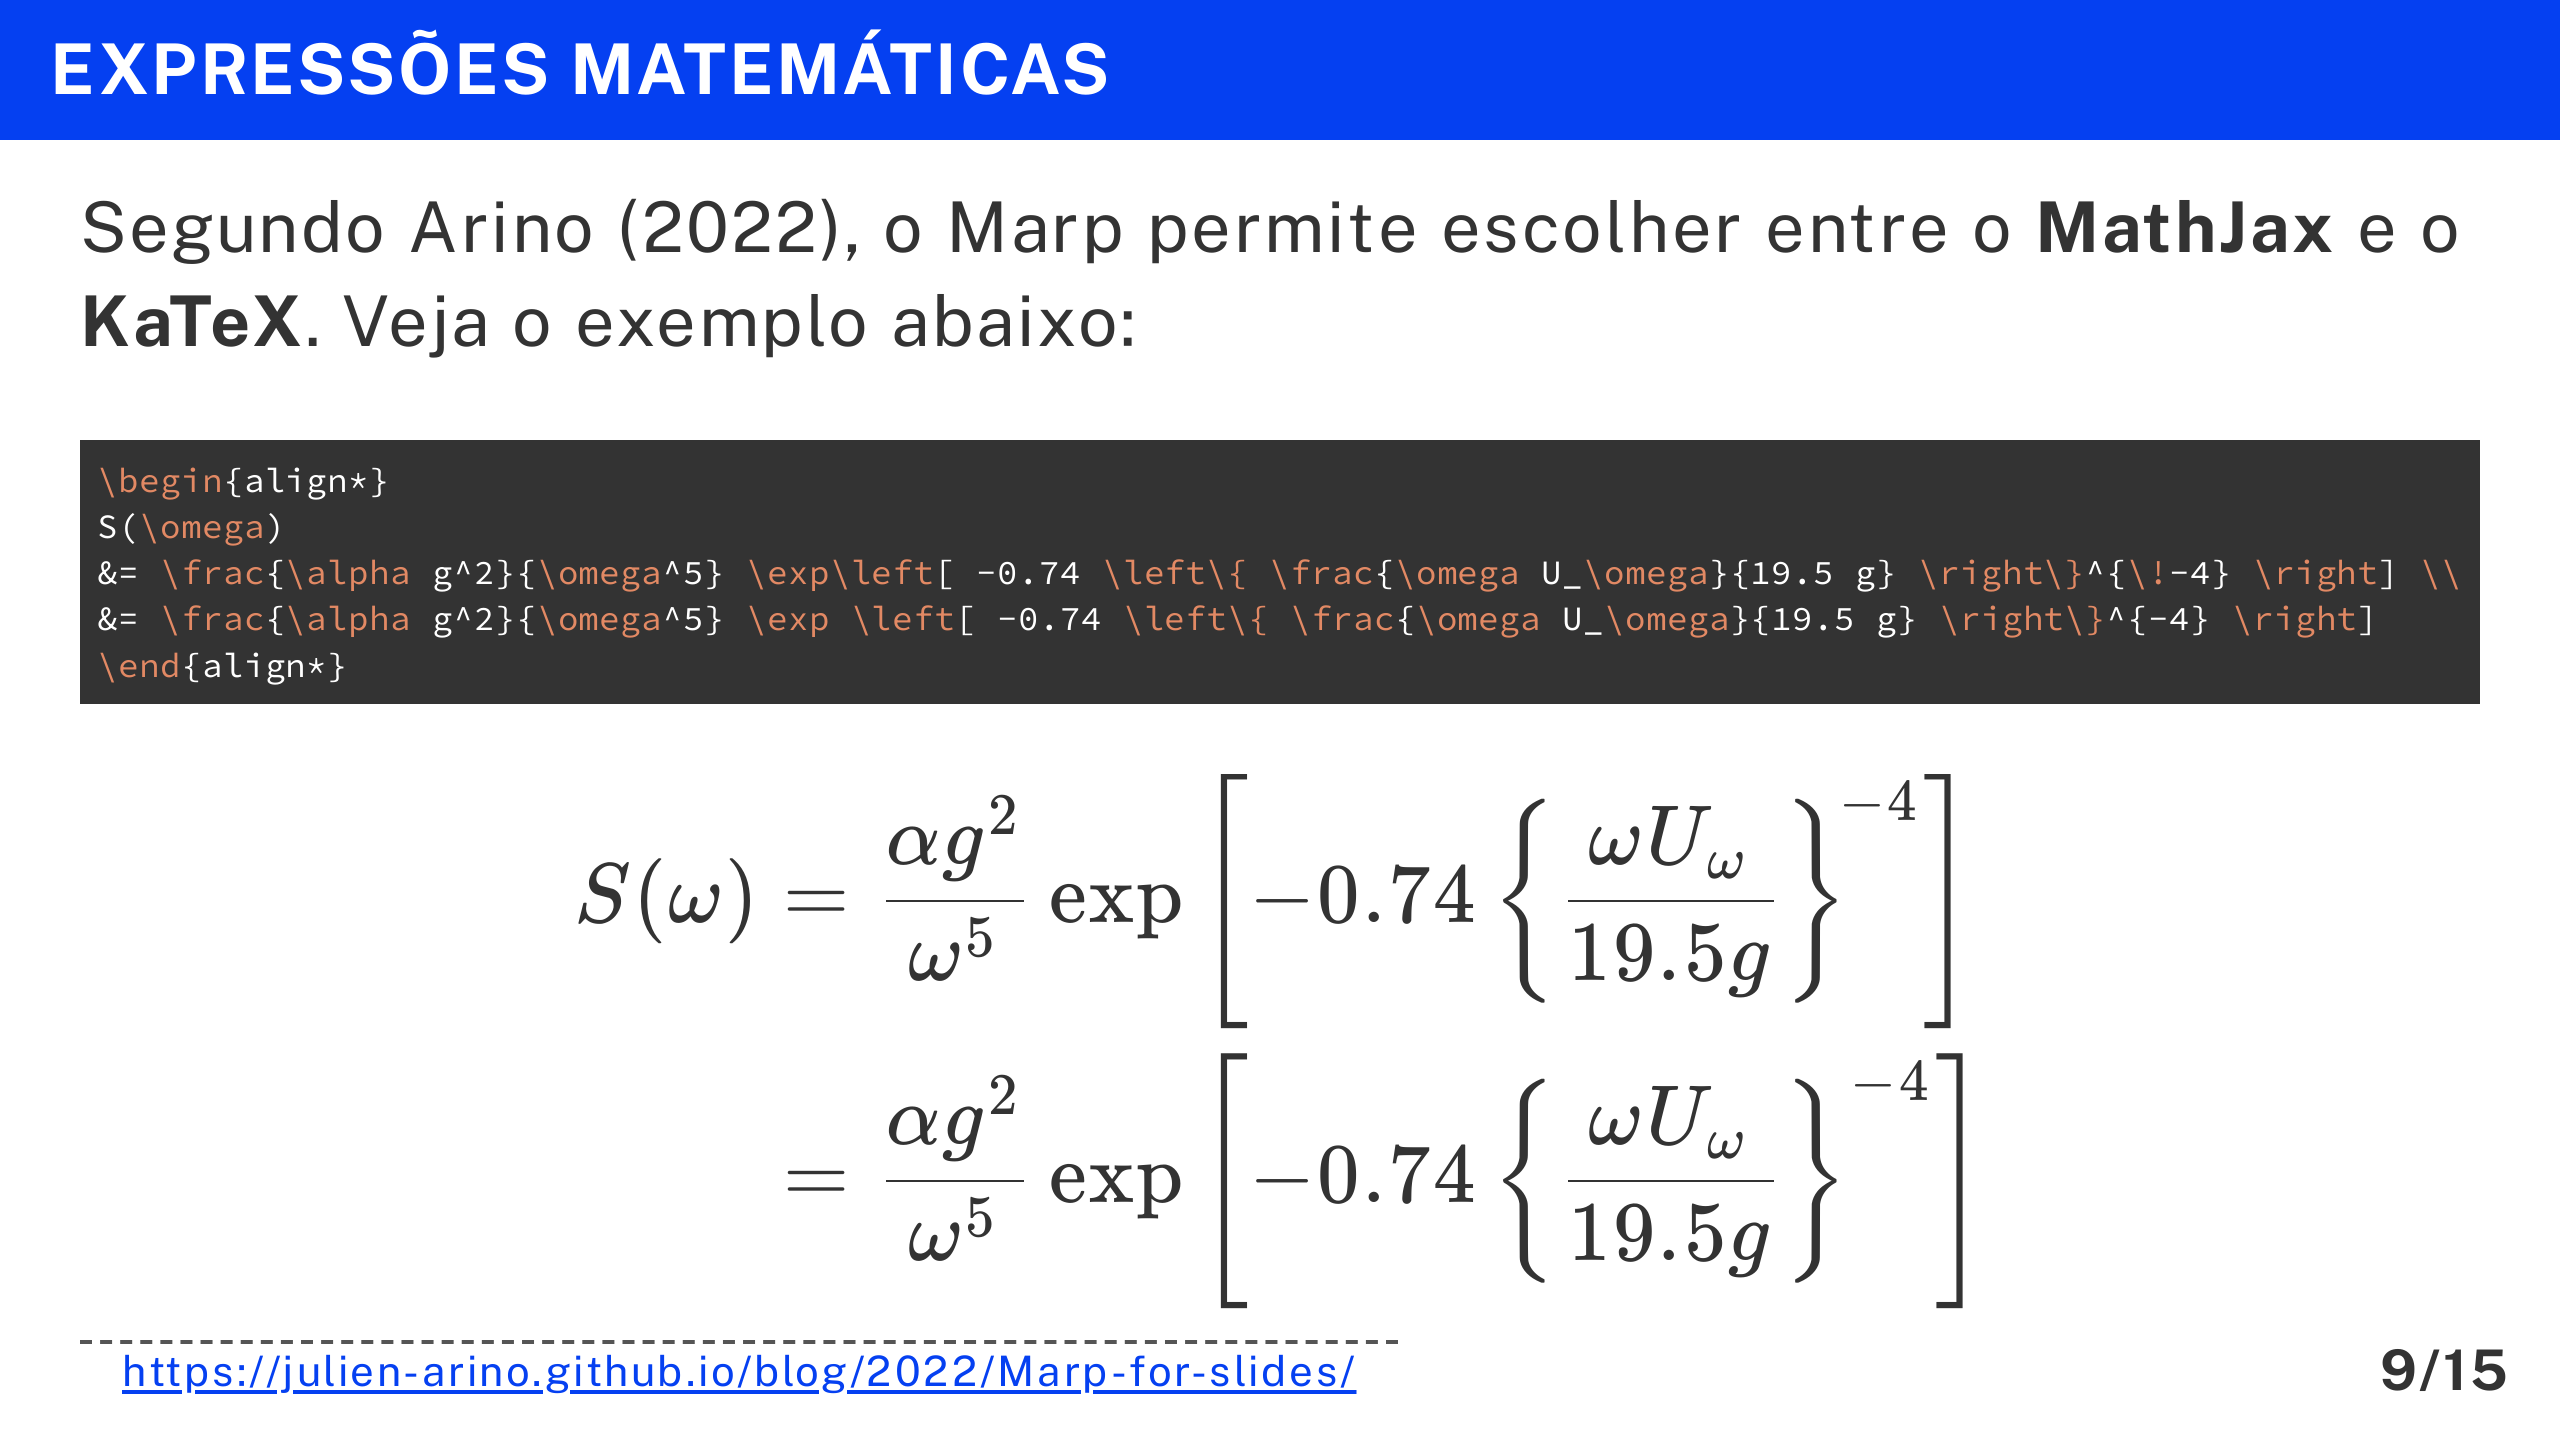 EXPRESSÕES MATEMÁTICAS
Segundo Arino (2022), o Marp permite escolher entre o MathJax e o
KaTeX. Veja o exemplo abaixo:
\begin{align*}
S(\omega)
&= \frac{\alpha g^2}{\omega^5} \exp\left[ -0.74 \left\{ \frac{\omega U_\omega}{19.5 g} \right\}^{\!-4} \right] \\
&= \frac{\alpha g^2}{\omega^5} \exp \left[ -0.74 \left\{ \frac{\omega U_\omega}{19.5 g} \right\}^{-4} \right]
\end{align*}
S(ω) = αg²/ω⁵ exp [−0.74 {ωU_ω/19.5g}⁻⁴]
= αg²/ω⁵ exp [−0.74 {ωU_ω/19.5g}⁻⁴]
https://julien-arino.github.io/blog/2022/Marp-for-slides/
9/15